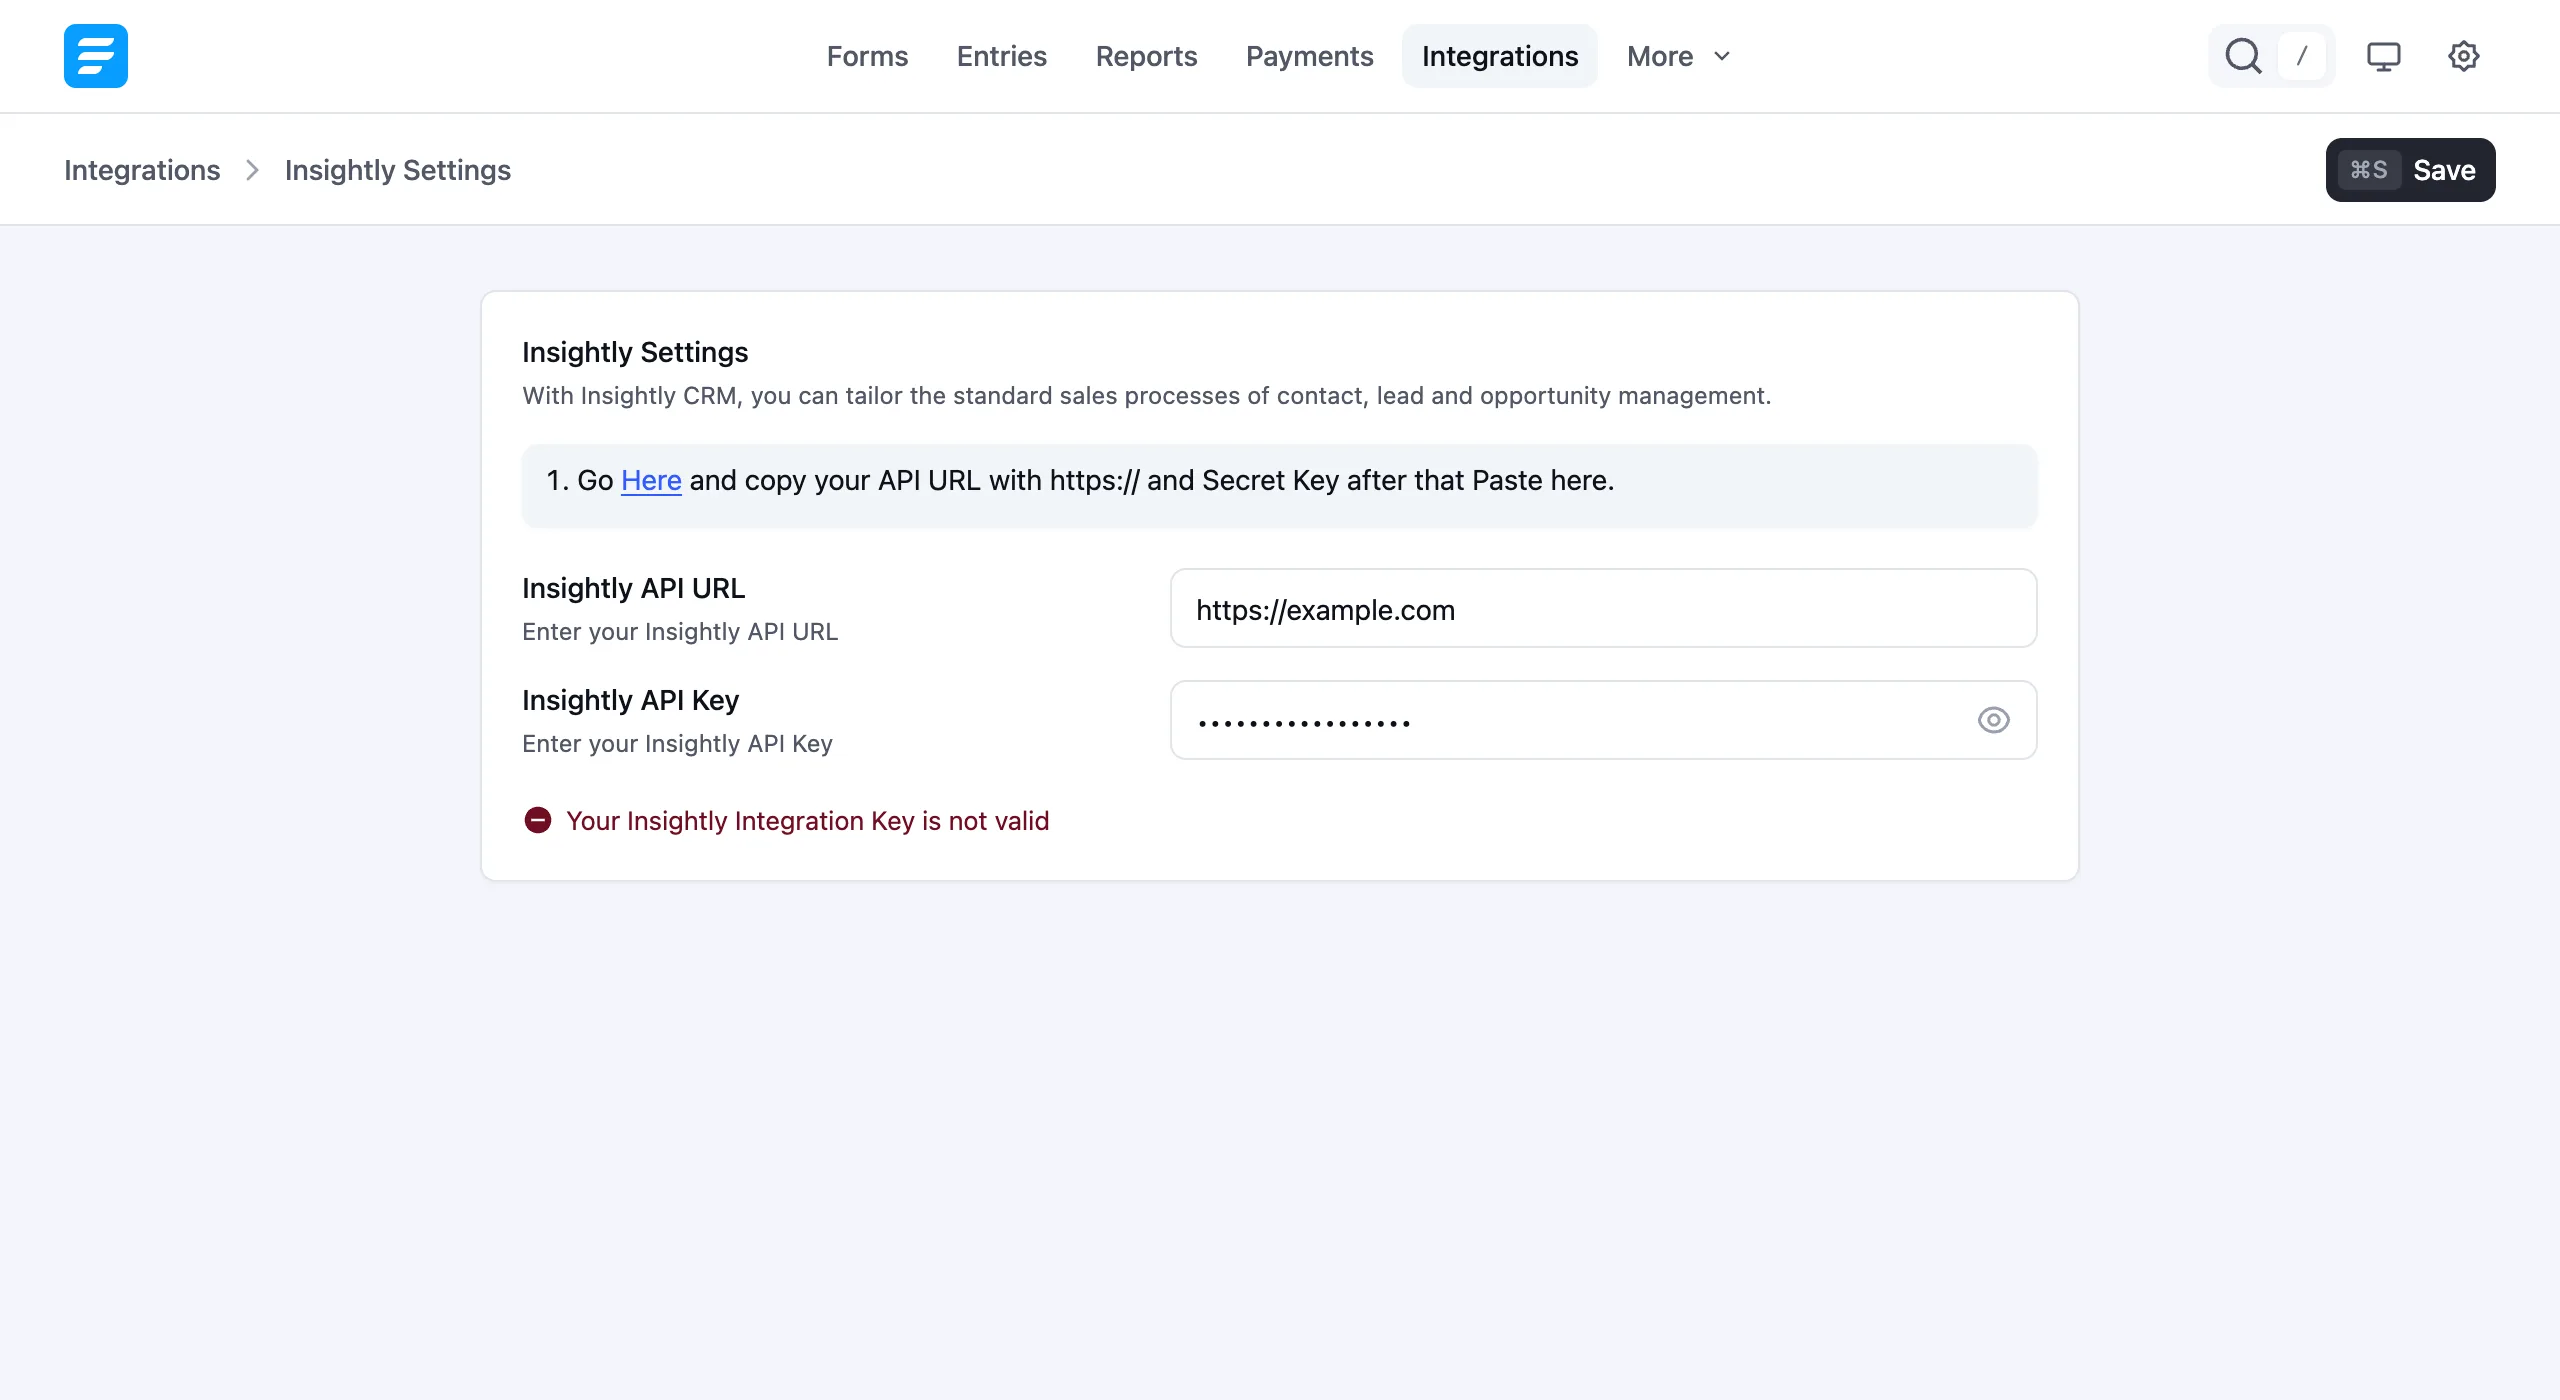 Forms Entries Reports Payments Integrations More /
Integrations > Insightly Settings ⌘S Save
Insightly Settings
With Insightly CRM, you can tailor the standard sales processes of contact, lead and opportunity management.
1. Go Here and copy your API URL with https:// and Secret Key after that Paste here.
Insightly API URL
https://example.com
Enter your Insightly API URL
Insightly API Key
•••••••••••••••••
Enter your Insightly API Key
Your Insightly Integration Key is not valid